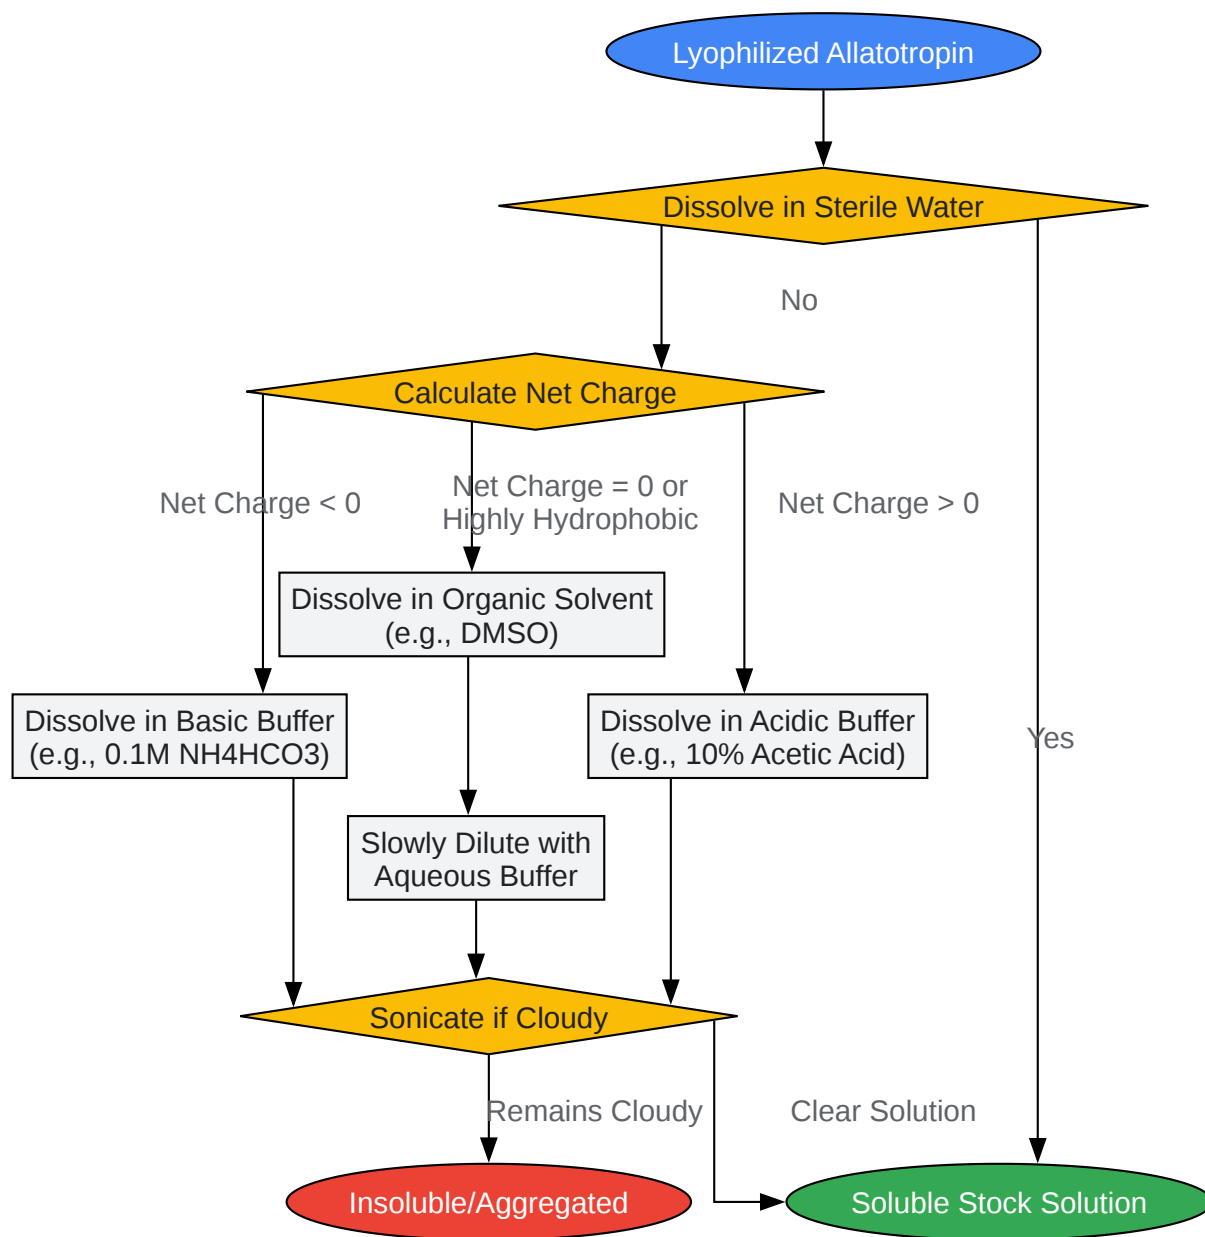 Lyophilized Allatotropin
Dissolve in Sterile Water
No
Calculate Net Charge
Net Charge < 0
Net Charge = 0 or
Highly Hydrophobic
Net Charge > 0
Dissolve in Organic Solvent
(e.g., DMSO)
Dissolve in Basic Buffer
(e.g., 0.1M NH4HCO3)
Dissolve in Acidic Buffer
(e.g., 10% Acetic Acid)
Yes
Slowly Dilute with
Aqueous Buffer
Sonicate if Cloudy
Remains Cloudy
Clear Solution
Insoluble/Aggregated
Soluble Stock Solution